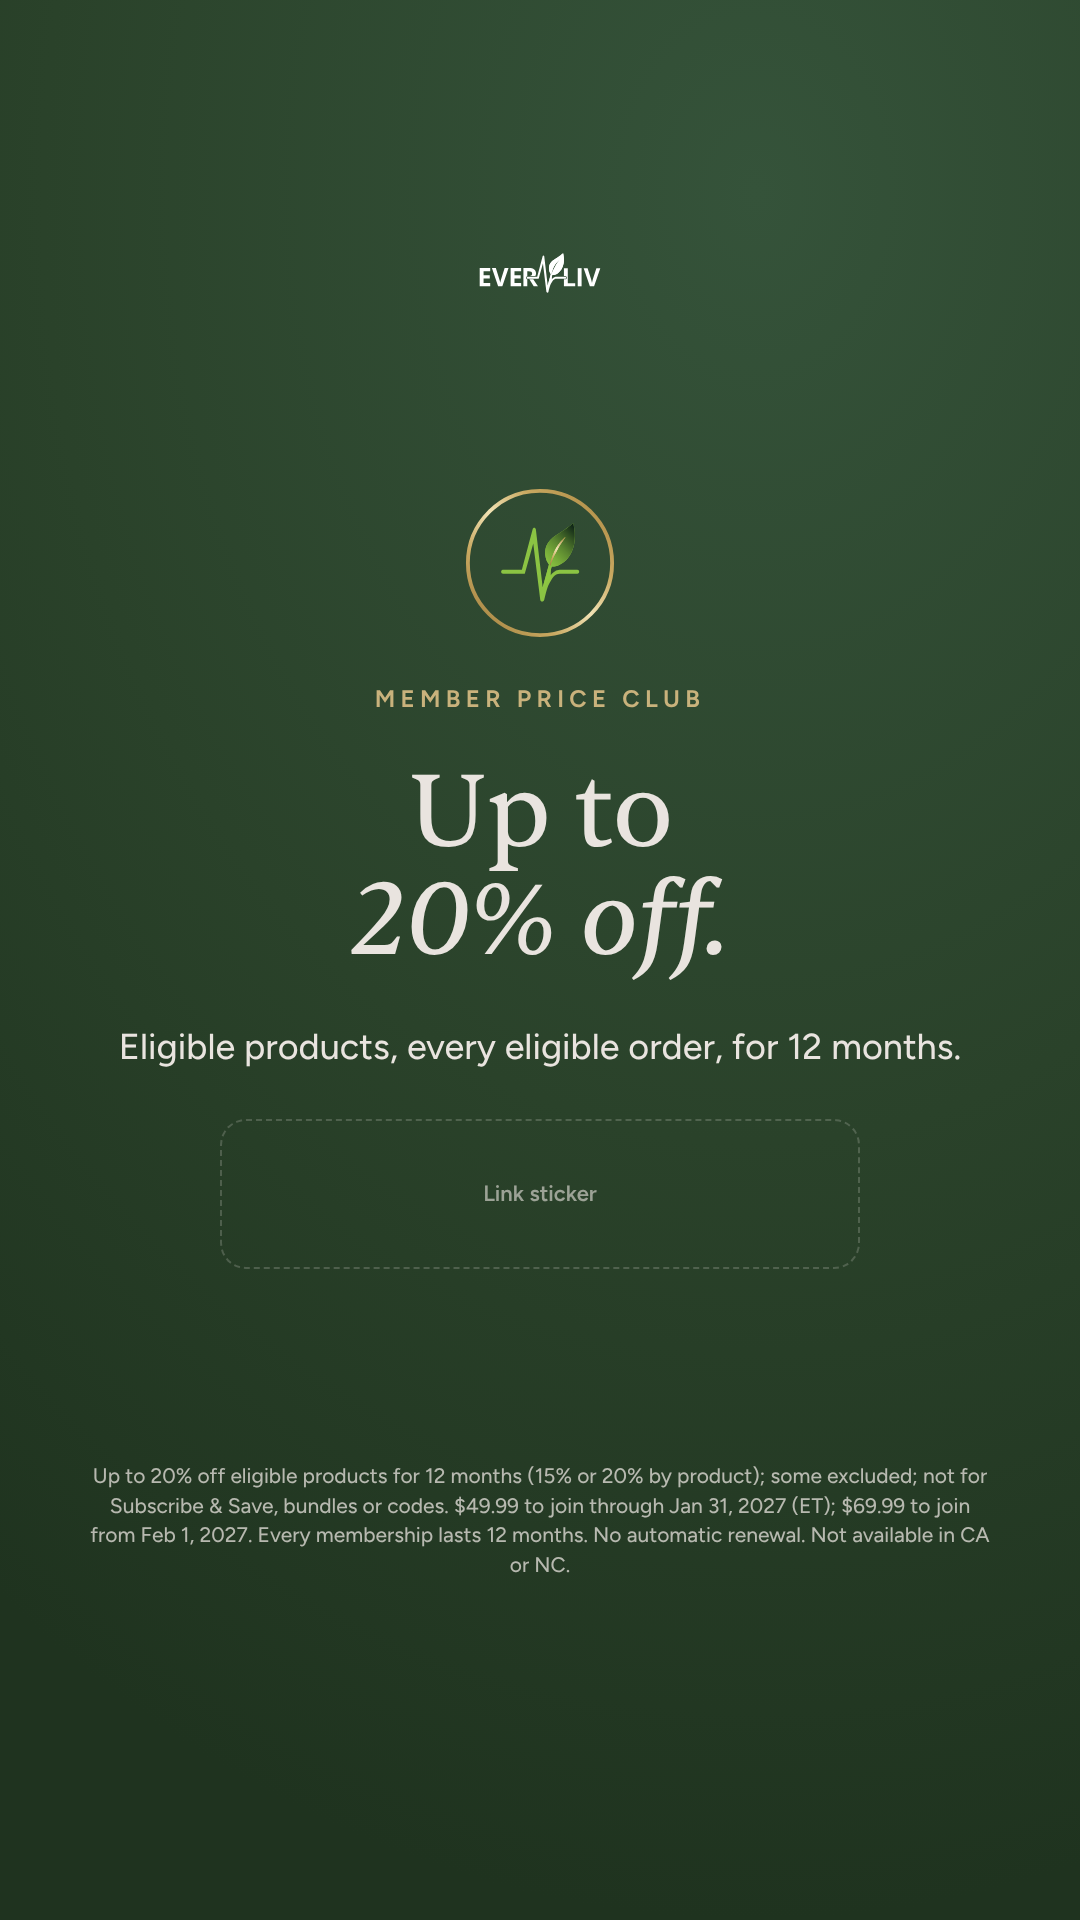 EVER LIV
MEMBER PRICE CLUB
Up to
20% off.
Eligible products, every eligible order, for 12 months.
Link sticker
Up to 20% off eligible products for 12 months (15% or 20% by product); some excluded; not for
Subscribe & Save, bundles or codes. $49.99 to join through Jan 31, 2027 (ET); $69.99 to join
from Feb 1, 2027. Every membership lasts 12 months. No automatic renewal. Not available in CA
or NC.